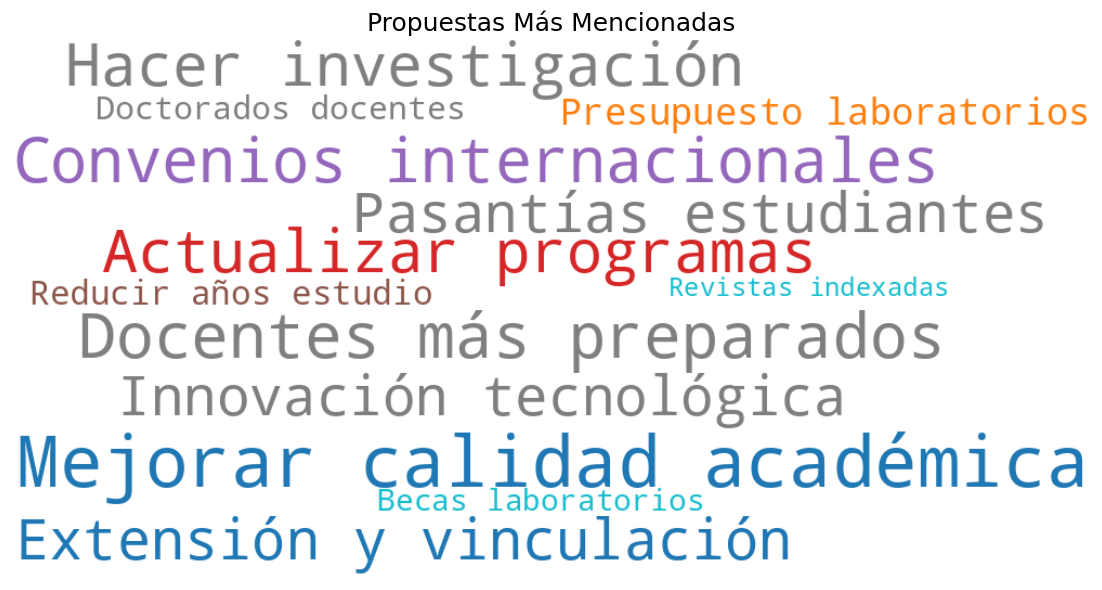 Propuestas Más Mencionadas
Hacer investigación
Doctorados docentes
Presupuesto laboratorios
Convenios internacionales
Pasantías estudiantes
Actualizar programas
Reducir años estudio
Revistas indexadas
Docentes más preparados
Innovación tecnológica
Mejorar calidad académica
Becas laboratorios
Extensión y vinculación